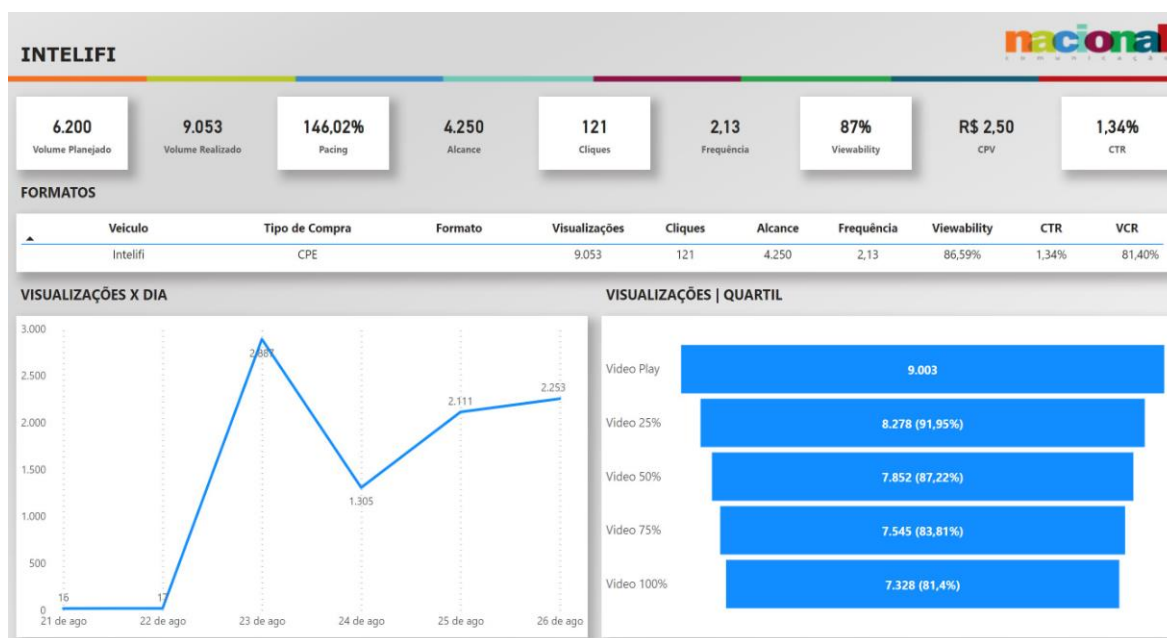 INTELIFI
nacional
comunicação
6.200
Volume Planejado
9.053
Volume Realizado
146,02%
Pacing
4.250
Alcance
121
Cliques
2,13
Frequência
87%
Viewability
R$ 2,50
CPV
1,34%
CTR
FORMATOS
Veículo Tipo de Compra Formato Visualizações Cliques Alcance Frequência Viewability CTR VCR
Intelifi CPE 9.053 121 4.250 2,13 86,59% 1,34% 81,40%
VISUALIZAÇÕES X DIA
3.000
2.500
2.000
1.500
1.000
500
0
16
17
2.887
1.305
2.111
2.253
21 de ago 22 de ago 23 de ago 24 de ago 25 de ago 26 de ago
VISUALIZAÇÕES | QUARTIL
Video Play 9.003
Video 25% 8.278 (91,95%)
Video 50% 7.852 (87,22%)
Video 75% 7.545 (83,81%)
Video 100% 7.328 (81,4%)